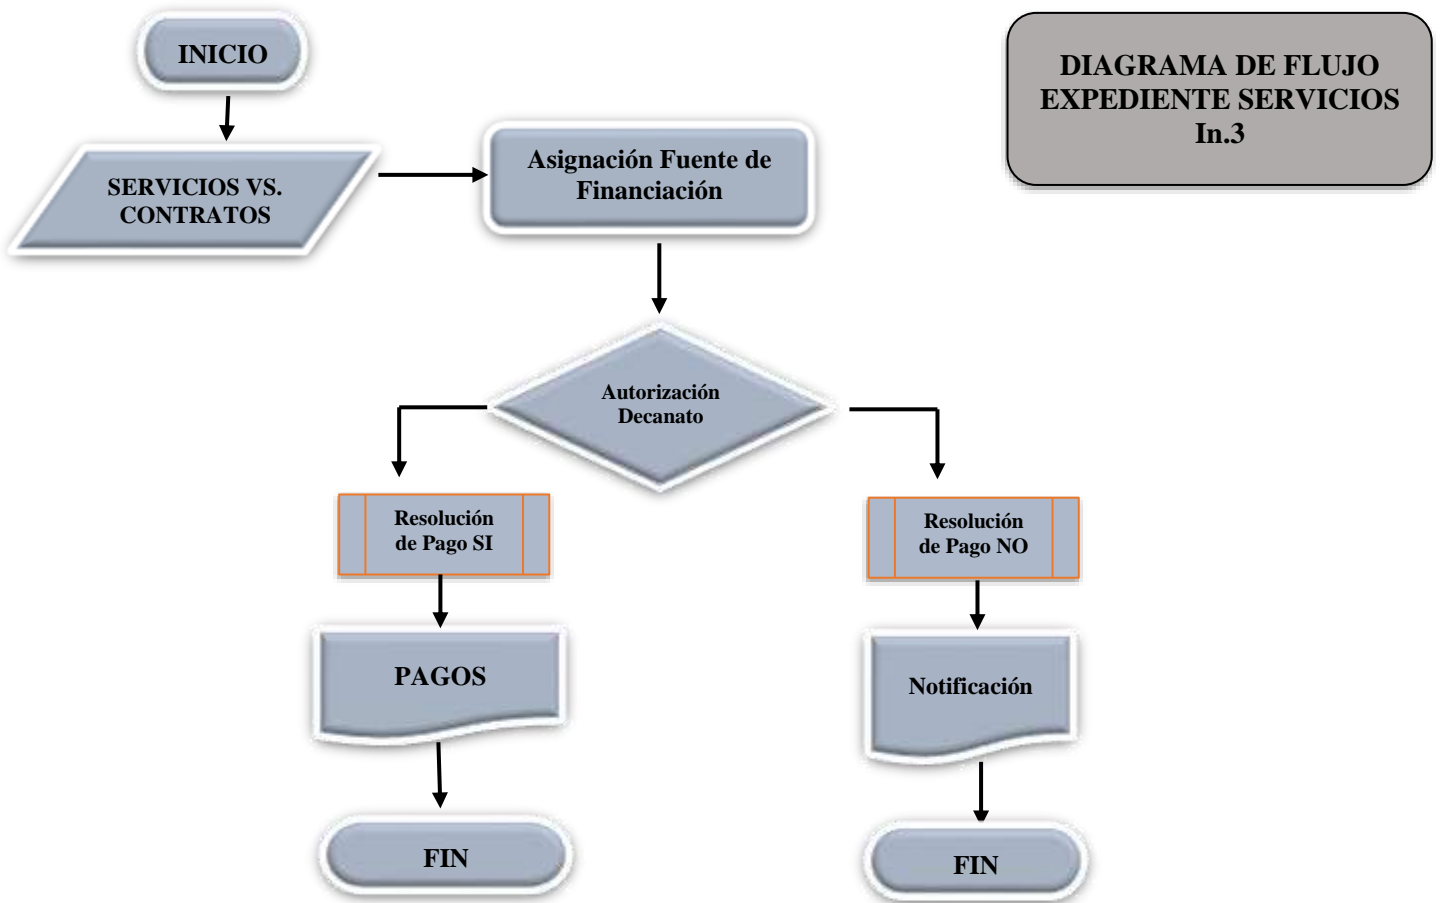 INICIO
DIAGRAMA DE FLUJO
EXPEDIENTE SERVICIOS
In.3
SERVICIOS VS.
CONTRATOS
Asignación Fuente de
Financiación
Autorización
Decanato
Resolución
de Pago SI
Resolución
de Pago NO
PAGOS
Notificación
FIN
FIN